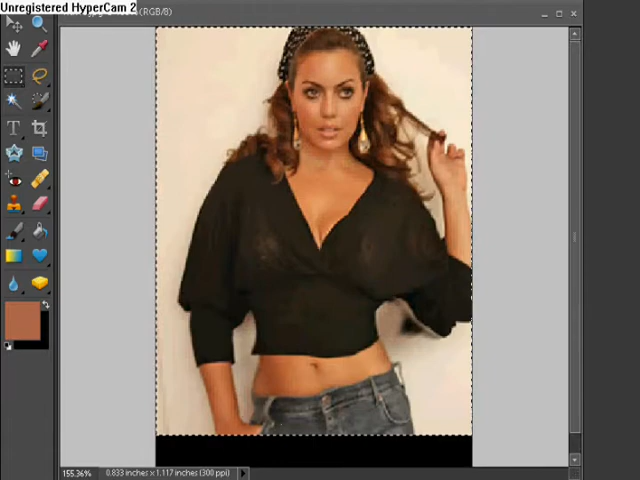 Unregistered HyperCam 2
(RGB/8)
155.36%
0.833 inches x 1.117 inches (300 ppi)